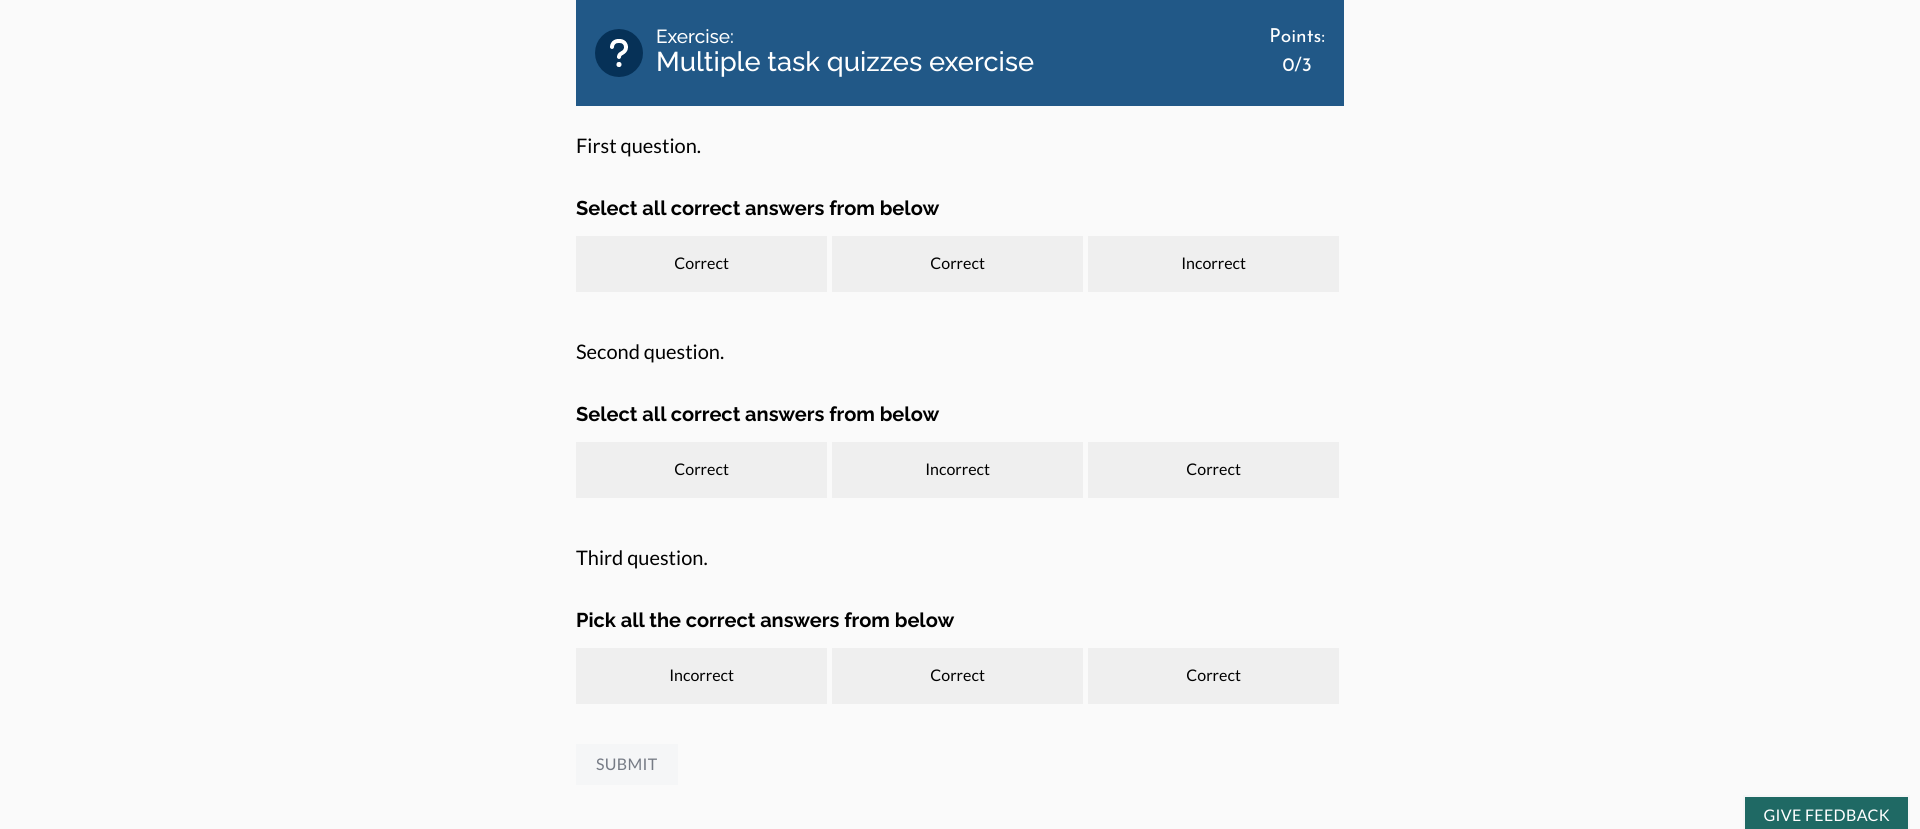 ?
Exercise:
Multiple task quizzes exercise
Points:
0/3
First question.
Select all correct answers from below
Correct
Correct
Incorrect
Second question.
Select all correct answers from below
Correct
Incorrect
Correct
Third question.
Pick all the correct answers from below
Incorrect
Correct
Correct
SUBMIT
GIVE FEEDBACK